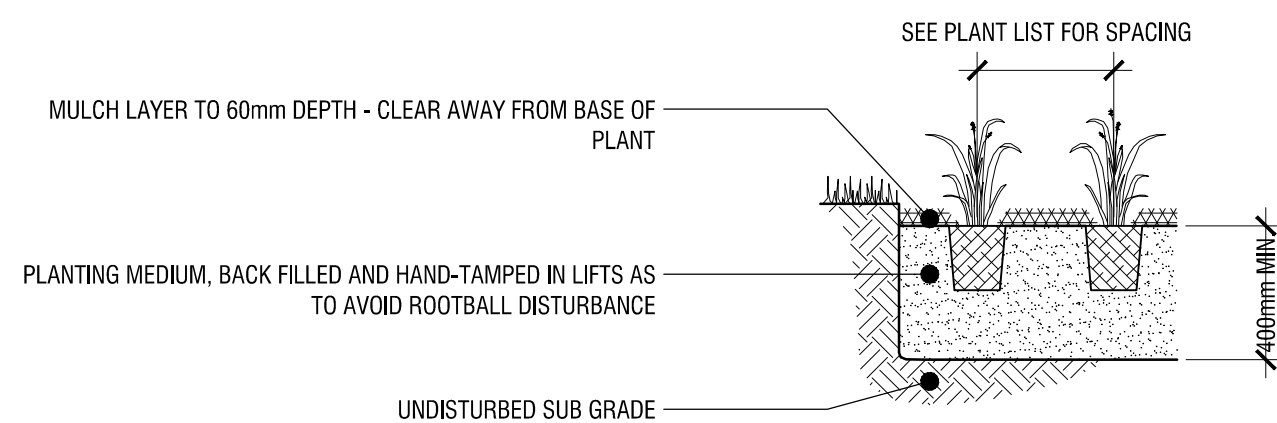 SEE PLANT LIST FOR SPACING
MULCH LAYER TO 60mm DEPTH - CLEAR AWAY FROM BASE OF
PLANT
PLANTING MEDIUM, BACK FILLED AND HAND-TAMPED IN LIFTS AS
TO AVOID ROOTBALL DISTURBANCE
400mm MIN
UNDISTURBED SUB GRADE